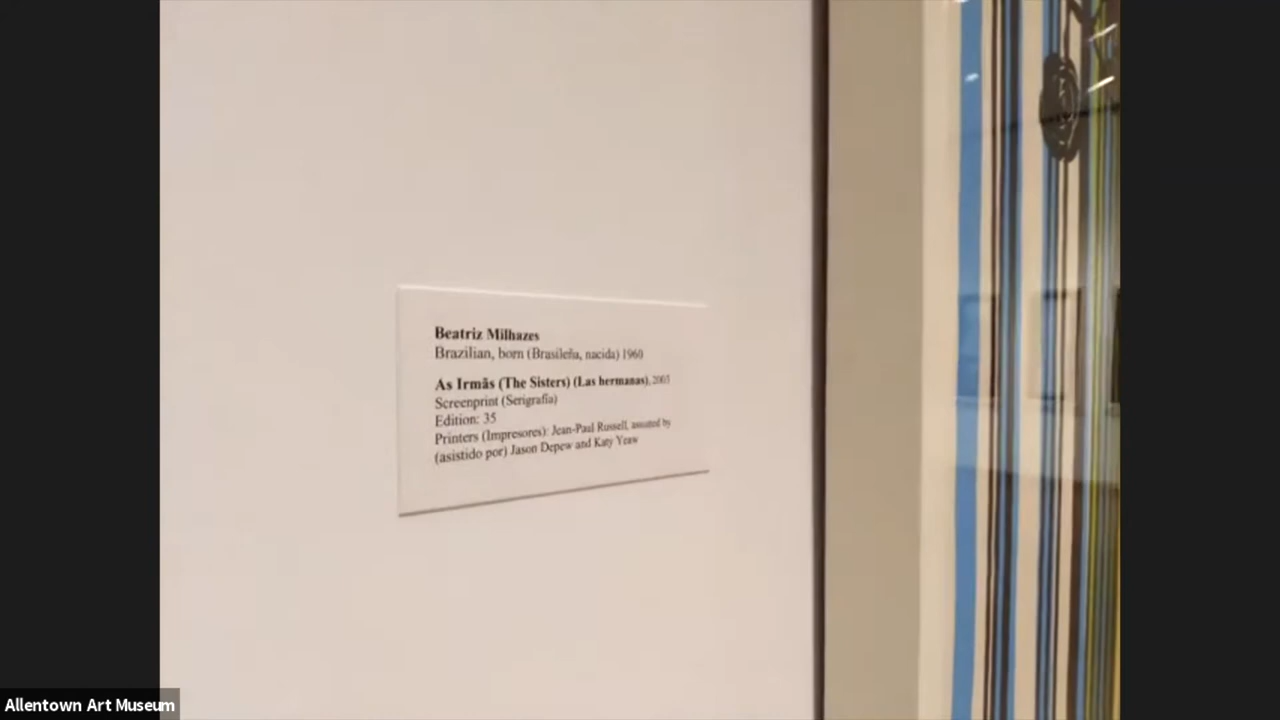 Beatriz Milhazes
Brazilian, born (Brasileña, nacida) 1960
As Irmãs (The Sisters) (Las hermanas), 2003
Screenprint (Serigrafía)
Edition: 35
Printers (Impresores): Jean-Paul Russell, assisted by
(asistido por) Jason Depew and Katy Yeaw
Allentown Art Museum